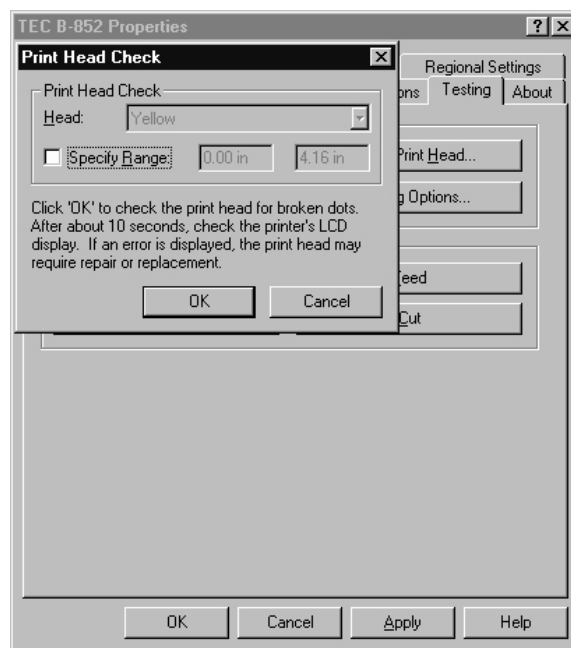 TEC B-852 Properties
Print Head Check
Regional Settings
Testing About
Print Head Check
Head: Yellow
Specify Range: 0.00 in 4.16 in
Print Head...
Options...
Click 'OK' to check the print head for broken dots.
After about 10 seconds, check the printer's LCD
display. If an error is displayed, the print head may
require repair or replacement.
OK Cancel
Cut
OK Cancel Apply Help